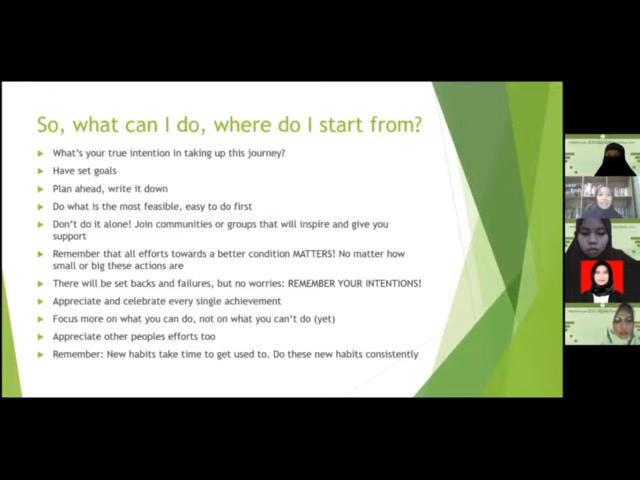 So, what can I do, where do I start from?
What's your true intention in taking up this journey?
Have set goals
Plan ahead, write it down
Do what is the most feasible, easy to do first
Don't do it alone! Join communities or groups that will inspire and give you
support
Remember that all efforts towards a better condition MATTERS! No matter how
small or big these actions are
There will be set backs and failures, but no worries: REMEMBER YOUR INTENTIONS!
Appreciate and celebrate every single achievement
Focus more on what you can do, not on what you can't do (yet)
Appreciate other peoples efforts too
Remember: New habits take time to get used to. Do these new habits consistently